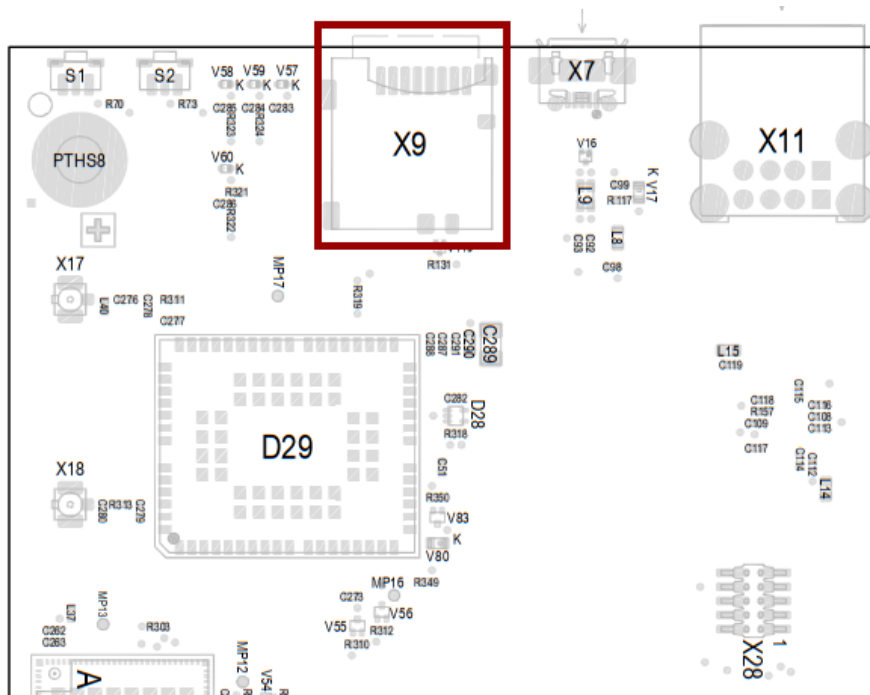 S1 S2 V58 V59 V57 X7
K K K
R70 R73 C285 C284 C283
R323 R324
X9 X11
PTHS8 V60 V16
K
R321
C286
R322
C99 K
R117 V17
L9
L8
C93 C92
C98
R131
X17 MP17
L40 C276 C278 R311
C277
R319
C288 C287 C291 C290 C289
L15
C119
D29
C282 D28
R318
C51
C115
C118 C116
R157 C108
C109 C113
C117 C114 C112
L14
X18
C280 R313 C279
R350
V83
K
V80
R349
MP16
C273
V56
V55 R312
R310
L37 MP13 R303
C262
C263
MP12 V54
A
X28
1